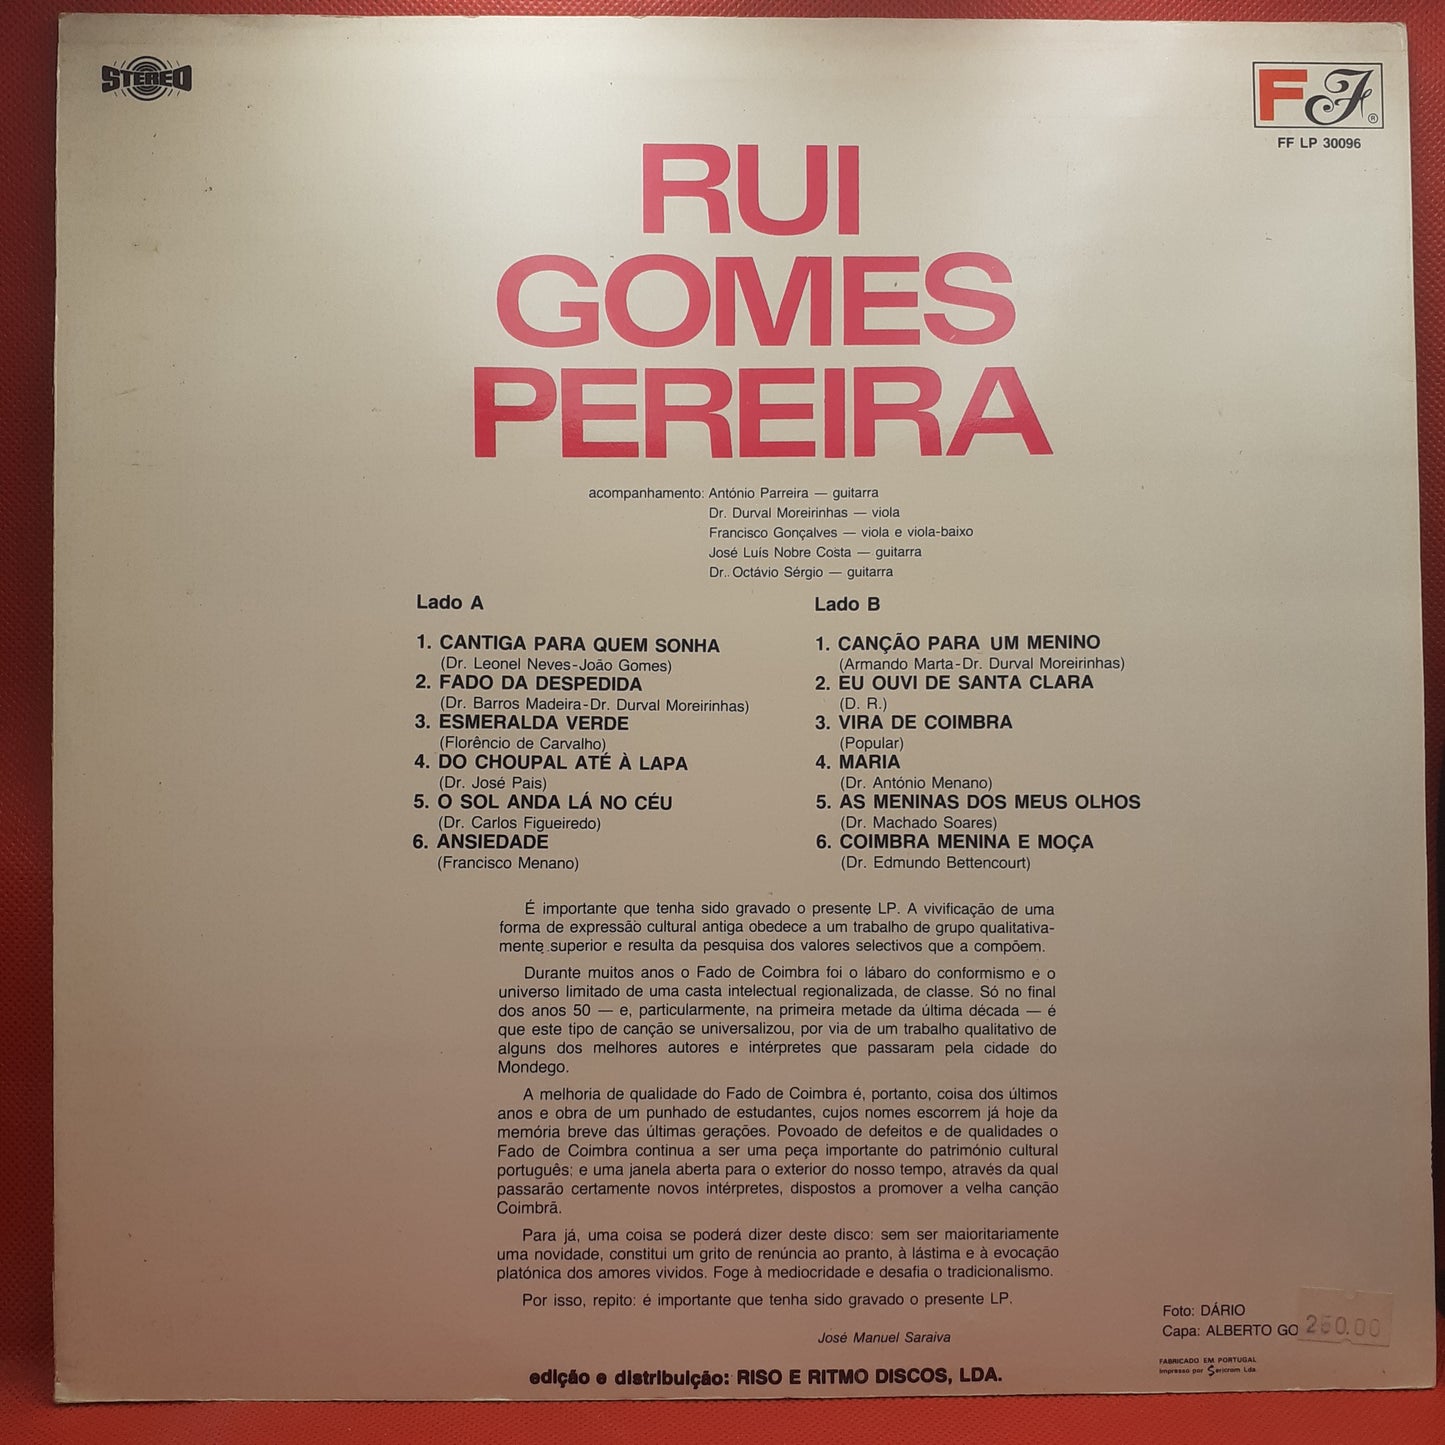 STEREO
FF ®
FF LP 30096
RUI
GOMES
PEREIRA
acompanhamento: António Parreira — guitarra
Dr. Durval Moreirinhas — viola
Francisco Gonçalves — viola e viola-baixo
José Luís Nobre Costa — guitarra
Dr. Octávio Sérgio — guitarra
Lado A
1. CANTIGA PARA QUEM SONHA
(Dr. Leonel Neves-João Gomes)
2. FADO DA DESPEDIDA
(Dr. Barros Madeira-Dr. Durval Moreirinhas)
3. ESMERALDA VERDE
(Florêncio de Carvalho)
4. DO CHOUPAL ATÉ À LAPA
(Dr. José Pais)
5. O SOL ANDA LÁ NO CÉU
(Dr. Carlos Figueiredo)
6. ANSIEDADE
(Francisco Menano)
Lado B
1. CANÇÃO PARA UM MENINO
(Armando Marta-Dr. Durval Moreirinhas)
2. EU OUVI DE SANTA CLARA
(D. R.)
3. VIRA DE COIMBRA
(Popular)
4. MARIA
(Dr. António Menano)
5. AS MENINAS DOS MEUS OLHOS
(Dr. Machado Soares)
6. COIMBRA MENINA E MOÇA
(Dr. Edmundo Bettencourt)
É importante que tenha sido gravado o presente LP. A vivificação de uma
forma de expressão cultural antiga obedece a um trabalho de grupo qualitativa-
mente superior e resulta da pesquisa dos valores selectivos que a compõem.
Durante muitos anos o Fado de Coimbra foi o lábaro do conformismo e o
universo limitado de uma casta intelectual regionalizada, de classe. Só no final
dos anos 50 — e, particularmente, na primeira metade da última década — é
que este tipo de canção se universalizou, por via de um trabalho qualitativo de
alguns dos melhores autores e intérpretes que passaram pela cidade do
Mondego.
A melhoria de qualidade do Fado de Coimbra é, portanto, coisa dos últimos
anos e obra de um punhado de estudantes, cujos nomes escorrem já hoje da
memória breve das últimas gerações. Povoado de defeitos e de qualidades o
Fado de Coimbra continua a ser uma peça importante do património cultural
português; e uma janela aberta para o exterior do nosso tempo, através da qual
passarão certamente novos intérpretes, dispostos a promover a velha canção
Coimbrã.
Para já, uma coisa se poderá dizer deste disco: sem ser maioritariamente
uma novidade, constitui um grito de renúncia ao pranto, à lástima e à evocação
platónica dos amores vividos. Foge à mediocridade e desafia o tradicionalismo.
Por isso, repito: é importante que tenha sido gravado o presente LP.
José Manuel Saraiva
edição e distribuição: RISO E RITMO DISCOS, LDA.
Foto: DÁRIO
Capa: ALBERTO GO
250.00
FABRICADO EM PORTUGAL
Impresso por Sericrom Lda.